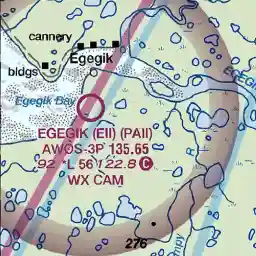 cannery
Egegik
bldgs
Egegik Bay
EGEGIK
EGEGIK (EII) (PAII)
AWOS-3P 135.65
92 *L 56 122.8 C
WX CAM
R
276